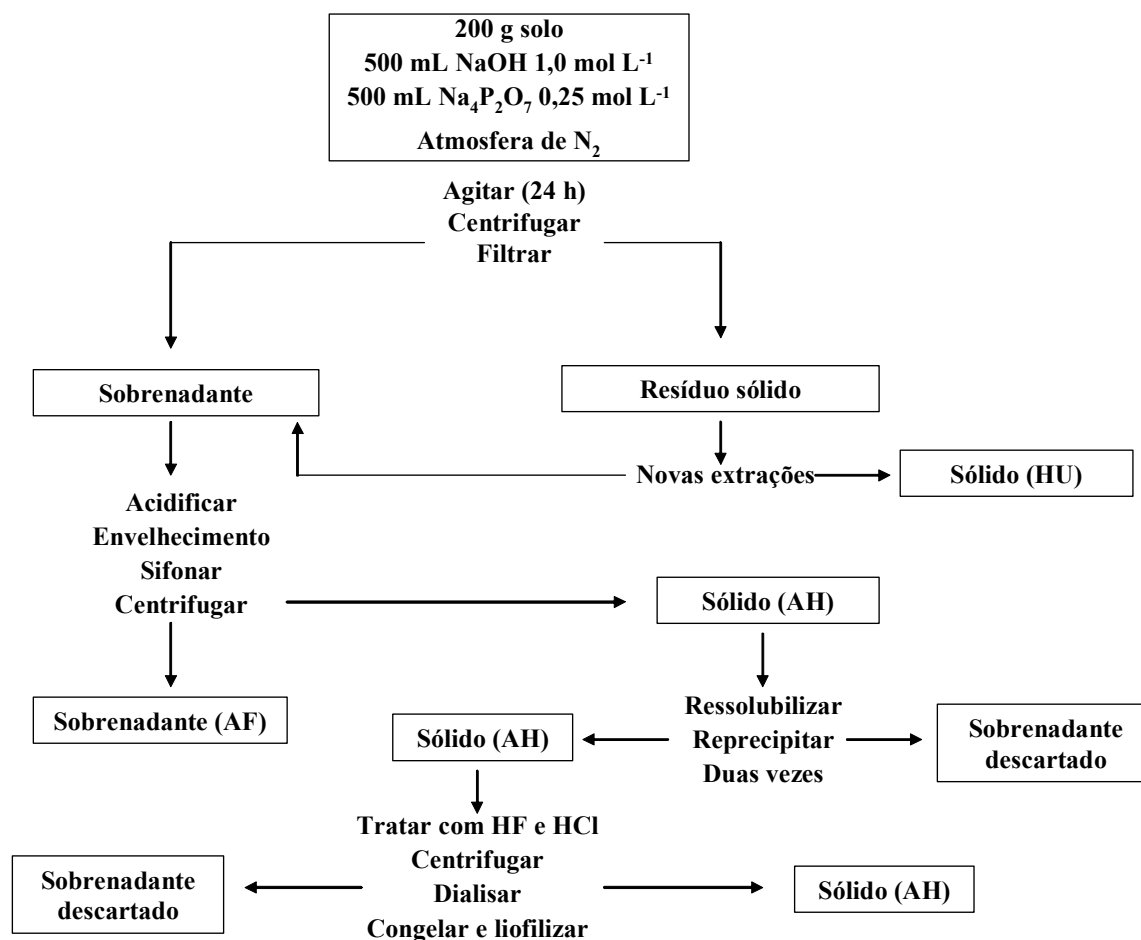 200 g solo
500 mL NaOH 1,0 mol L⁻¹
500 mL Na₄P₂O₇ 0,25 mol L⁻¹
Atmosfera de N₂
Agitar (24 h)
Centrifugar
Filtrar
Sobrenadante
Resíduo sólido
Novas extrações
Sólido (HU)
Acidificar
Envelhecimento
Sifonar
Centrifugar
Sólido (AH)
Sobrenadante (AF)
Ressolubilizar
Reprecipitar
Duas vezes
Sólido (AH)
Sobrenadante
descartado
Tratar com HF e HCl
Centrifugar
Dialisar
Congelar e liofilizar
Sobrenadante
descartado
Sólido (AH)